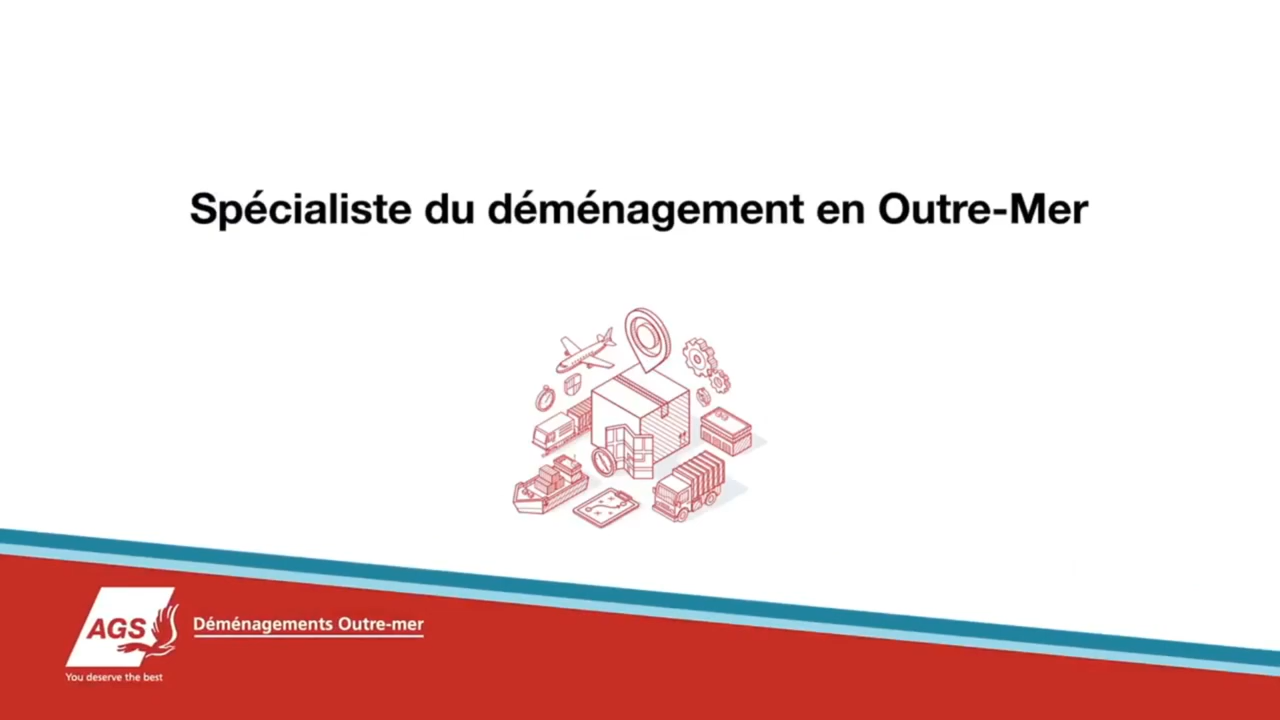 Spécialiste du déménagement en Outre-Mer
AGS
Déménagements Outre-mer
You deserve the best